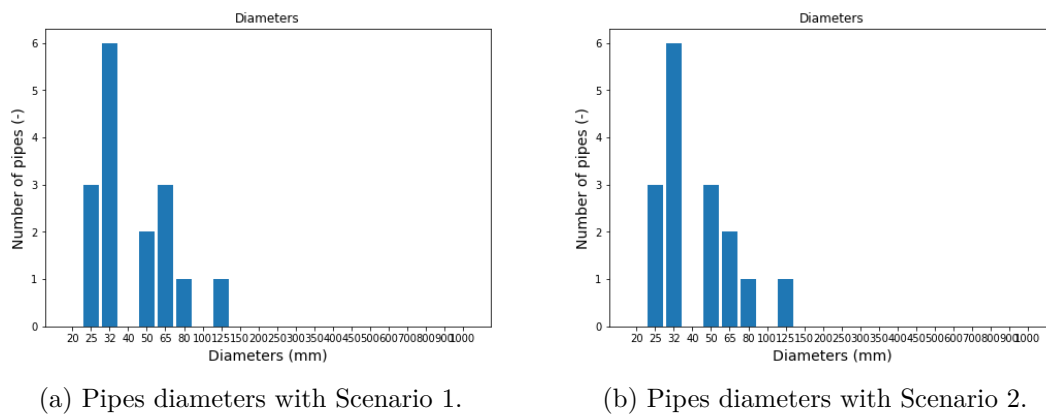 Diameters
6
5
4
3
2
1
0
Number of pipes (-)
20 25 32 40 50 65 80 100 125 150 200 250 300 350 400 450 500 600 700 800 900 1000
Diameters (mm)
(a) Pipes diameters with Scenario 1.
Diameters
6
5
4
3
2
1
0
Number of pipes (-)
20 25 32 40 50 65 80 100 125 150 200 250 300 350 400 450 500 600 700 800 900 1000
Diameters (mm)
(b) Pipes diameters with Scenario 2.